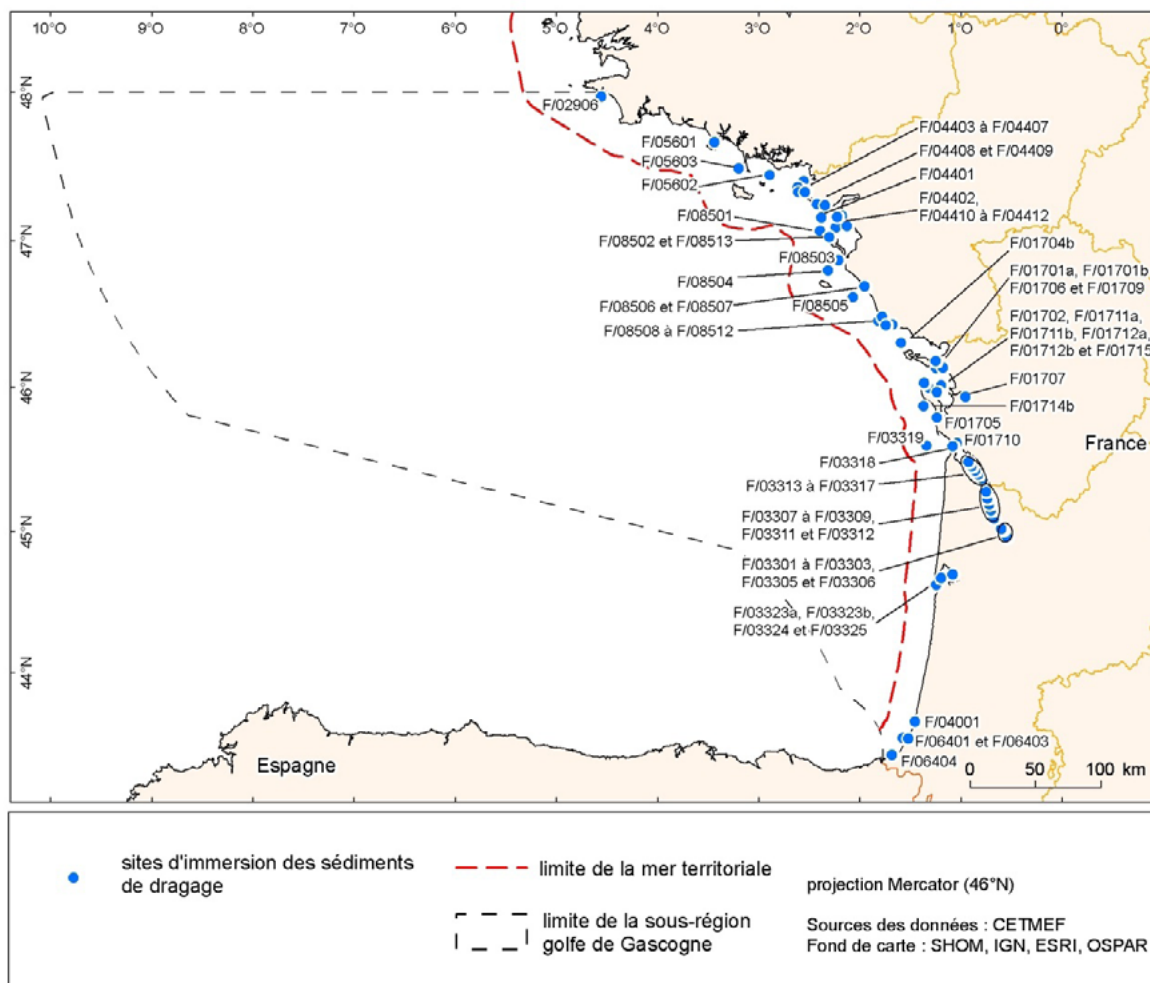 10°O 9°O 8°O 7°O 6°O 5°O 4°O 3°O 2°O 1°O 0°
48°N
47°N
46°N
45°N
44°N
F/02906
F/05601
F/05603
F/05602
F/08501
F/08502 et F/08513
F/08503
F/08504
F/08506 et F/08507
F/08505
F/08508 à F/08512
F/04403 à F/04407
F/04408 et F/04409
F/04401
F/04402,
F/04410 à F/04412
F/01704b
F/01701a, F/01701b,
F/01706 et F/01709
F/01702, F/01711a,
F/01711b, F/01712a,
F/01712b et F/01715
F/01707
F/01714b
F/01705
F/03319
F/01710
France
F/03318
F/03313 à F/03317
F/03307 à F/03309,
F/03311 et F/03312
F/03301 à F/03303,
F/03305 et F/03306
F/03323a, F/03323b,
F/03324 et F/03325
F/04001
F/06401 et F/06403
F/06404
Espagne
0 50 100 km
sites d'immersion des sédiments
de dragage
limite de la mer territoriale
limite de la sous-région
golfe de Gascogne
projection Mercator (46°N)
Sources des données : CETMEF
Fond de carte : SHOM, IGN, ESRI, OSPAR